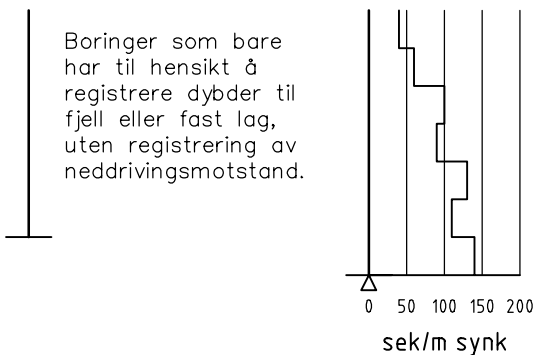 Boringer som bare
har til hensikt å
registrere dybder til
fjell eller fast lag,
uten registrering av
neddrivingsmotstand.
0 50 100 150 200
sek/m synk